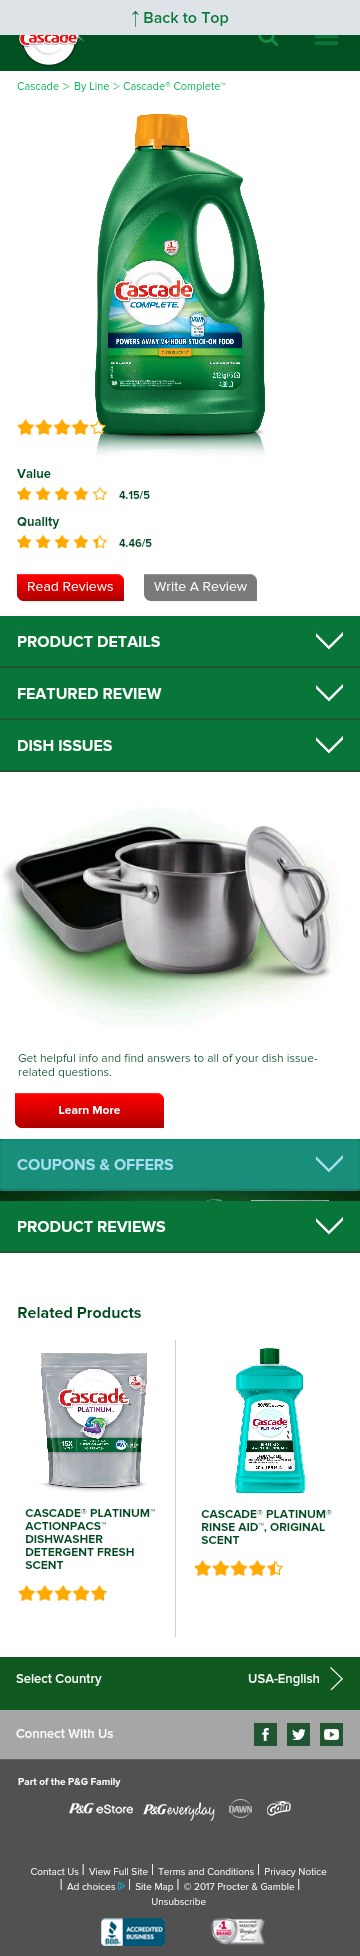 ↑ Back to Top
Cascade
Cascade > By Line > Cascade® Complete™
Cascade
COMPLETE.
DAWN
POWERS AWAY 24-HOUR STUCK-ON FOOD
Value
4.15/5
Quality
4.46/5
Read Reviews
Write A Review
PRODUCT DETAILS
FEATURED REVIEW
DISH ISSUES
Get helpful info and find answers to all of your dish issue-
related questions.
Learn More
COUPONS & OFFERS
PRODUCT REVIEWS
Related Products
Cascade
PLATINUM.
15X
Cascade
PLATINUM
CASCADE® PLATINUM™
ACTIONPACS™
DISHWASHER
DETERGENT FRESH
SCENT
CASCADE® PLATINUM®
RINSE AID™, ORIGINAL
SCENT
Select Country
USA-English
Connect With Us
Part of the P&G Family
P&G eStore
P&G everyday
DAWN
Gain
Contact Us | View Full Site | Terms and Conditions | Privacy Notice
| Ad choices | Site Map | © 2017 Procter & Gamble |
Unsubscribe
BBB
ACCREDITED
BUSINESS
#1
BRAND